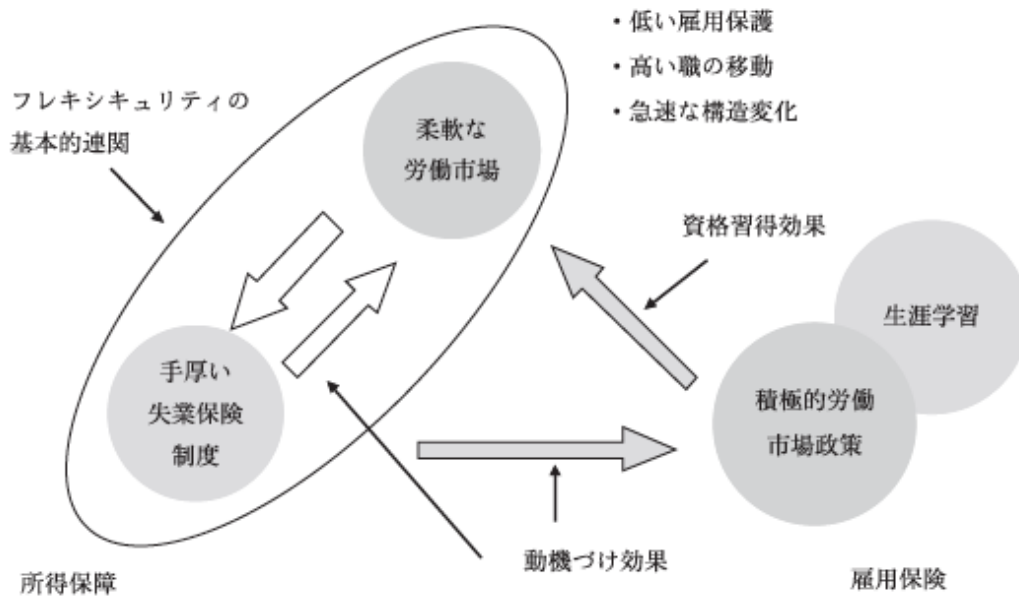 ・低い雇用保護
・高い職の移動
・急速な構造変化
フレキシキュリティの
基本的連関
柔軟な
労働市場
資格習得効果
生涯学習
手厚い
失業保険
制度
積極的労働
市場政策
動機づけ効果
所得保障
雇用保険